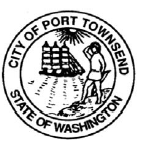 CITY OF PORT TOWNSEND
STATE OF WASHINGTON